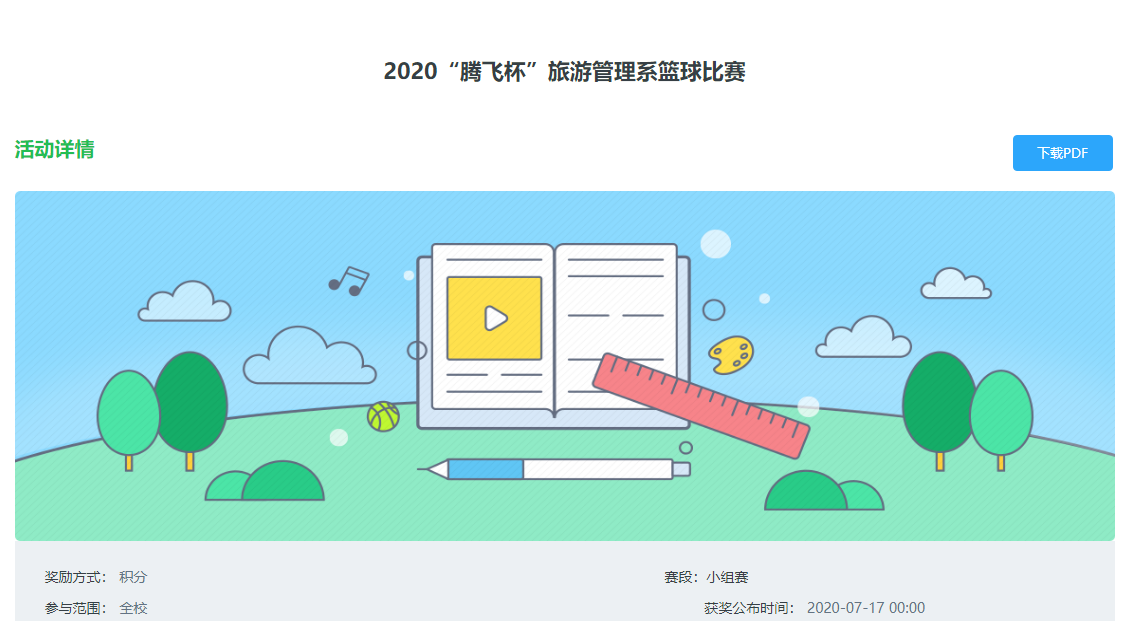 2020“腾飞杯”旅游管理系篮球比赛
活动详情
下载PDF
奖励方式： 积分
赛段：小组赛
参与范围： 全校
获奖公布时间： 2020-07-17 00:00